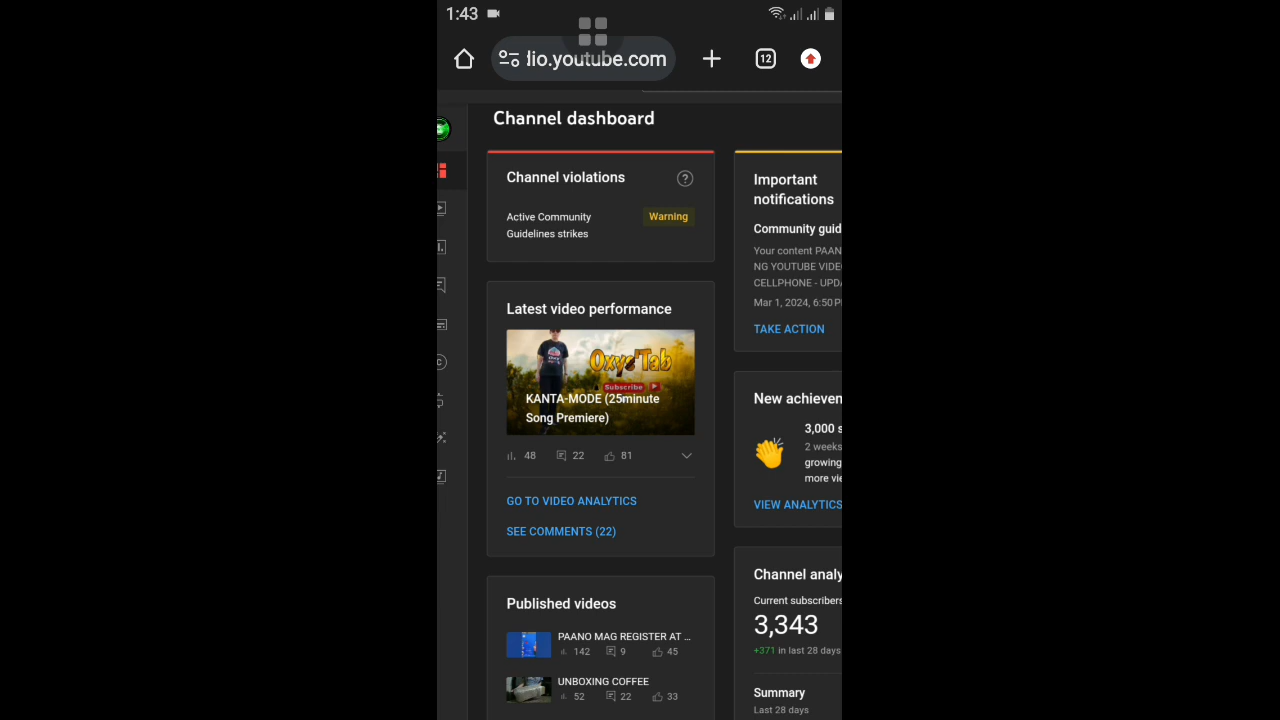 1:43
lio.youtube.com
12
Channel dashboard
Channel violations
Active Community
Guidelines strikes
Warning
Latest video performance
Oxys'Tab
Subscribe
KANTA-MODE (25minute
Song Premiere)
48 22 81
GO TO VIDEO ANALYTICS
SEE COMMENTS (22)
Published videos
PAANO MAG REGISTER AT ...
142 9 45
UNBOXING COFFEE
52 22 33
Important
notifications
Community guid
Your content PAAN
NG YOUTUBE VIDE
CELLPHONE - UPDA
Mar 1, 2024, 6:50 P
TAKE ACTION
New achieven
3,000 s
2 weeks
growing
more vie
VIEW ANALYTICS
Channel analy
Current subscribers
3,343
+371 in last 28 days
Summary
Last 28 days